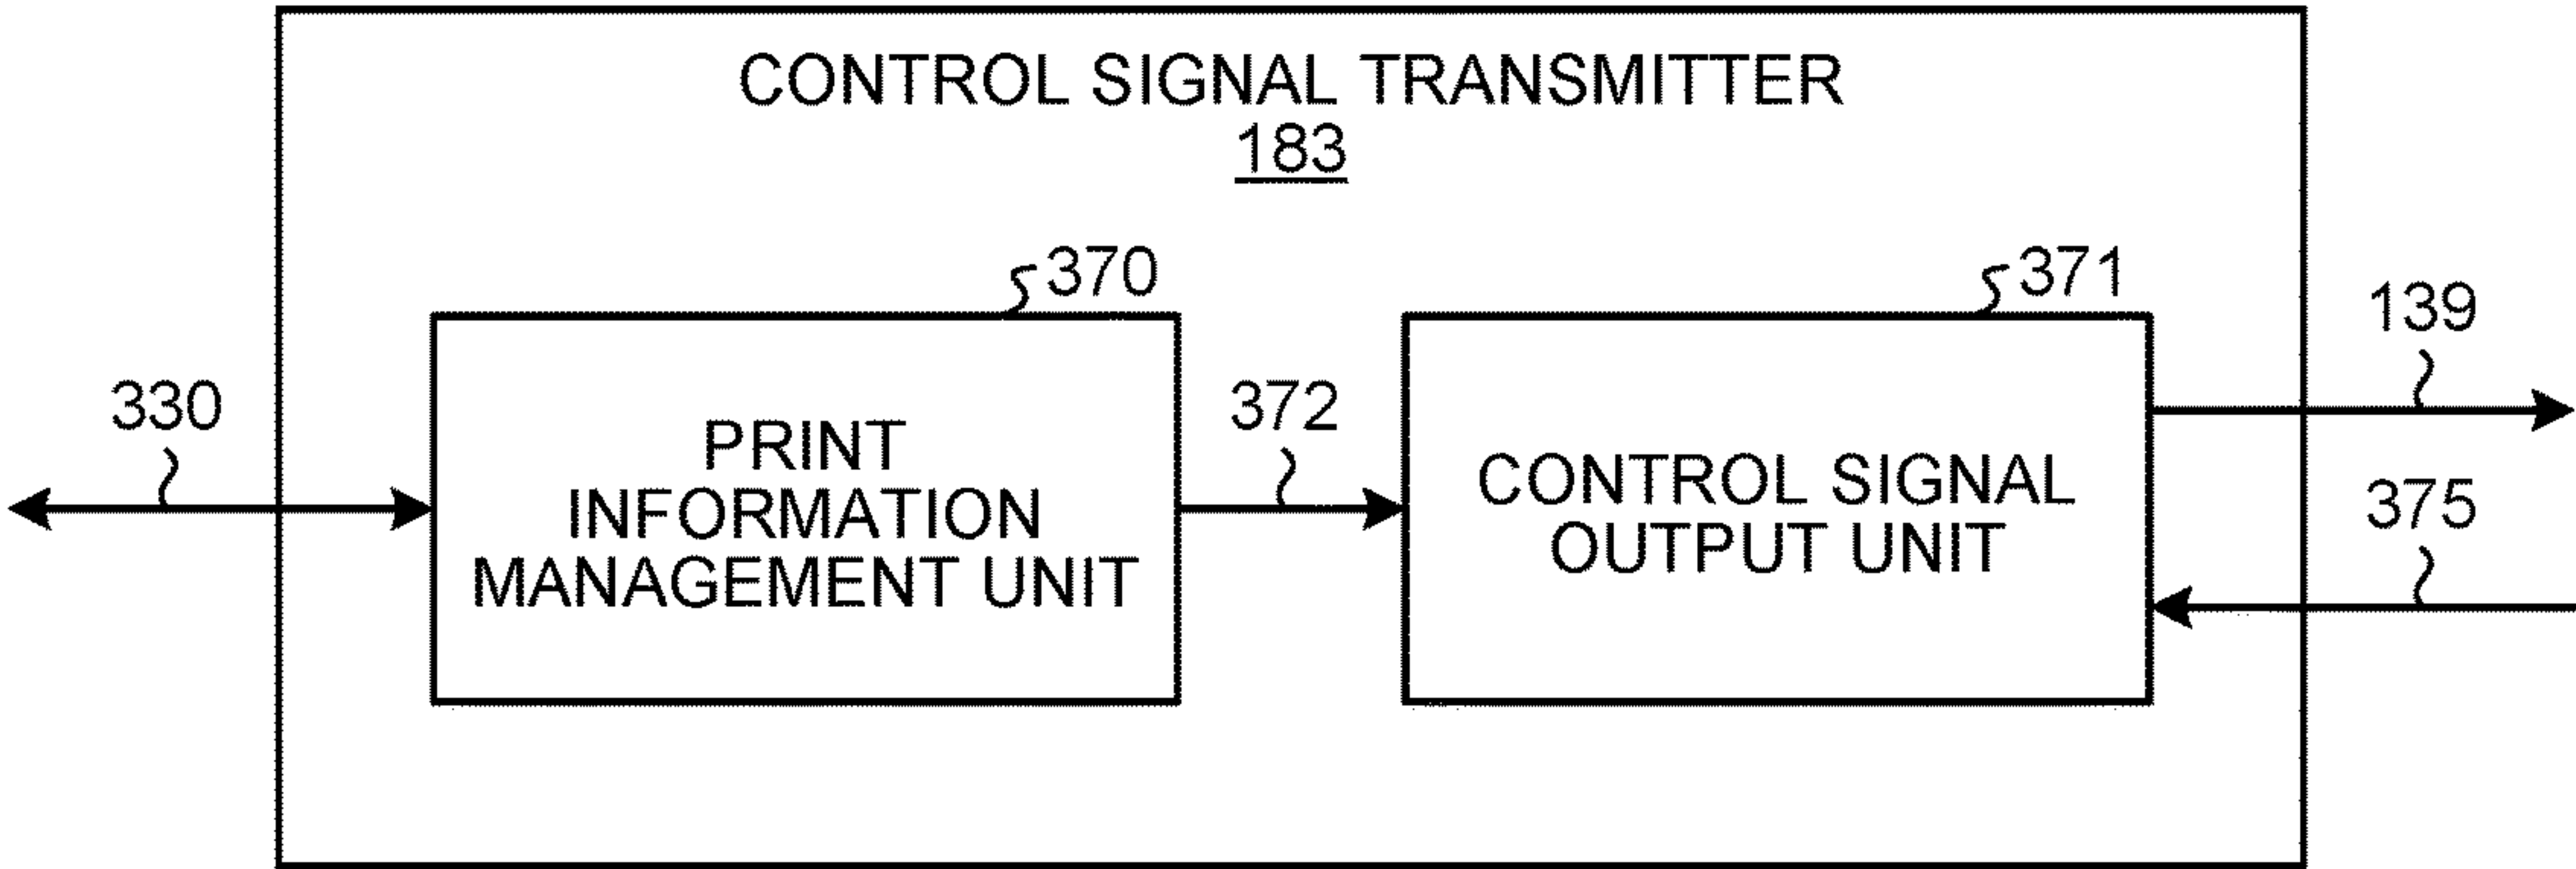 CONTROL SIGNAL TRANSMITTER
183
370
371
139
330
372
375
PRINT
INFORMATION
MANAGEMENT UNIT
CONTROL SIGNAL
OUTPUT UNIT